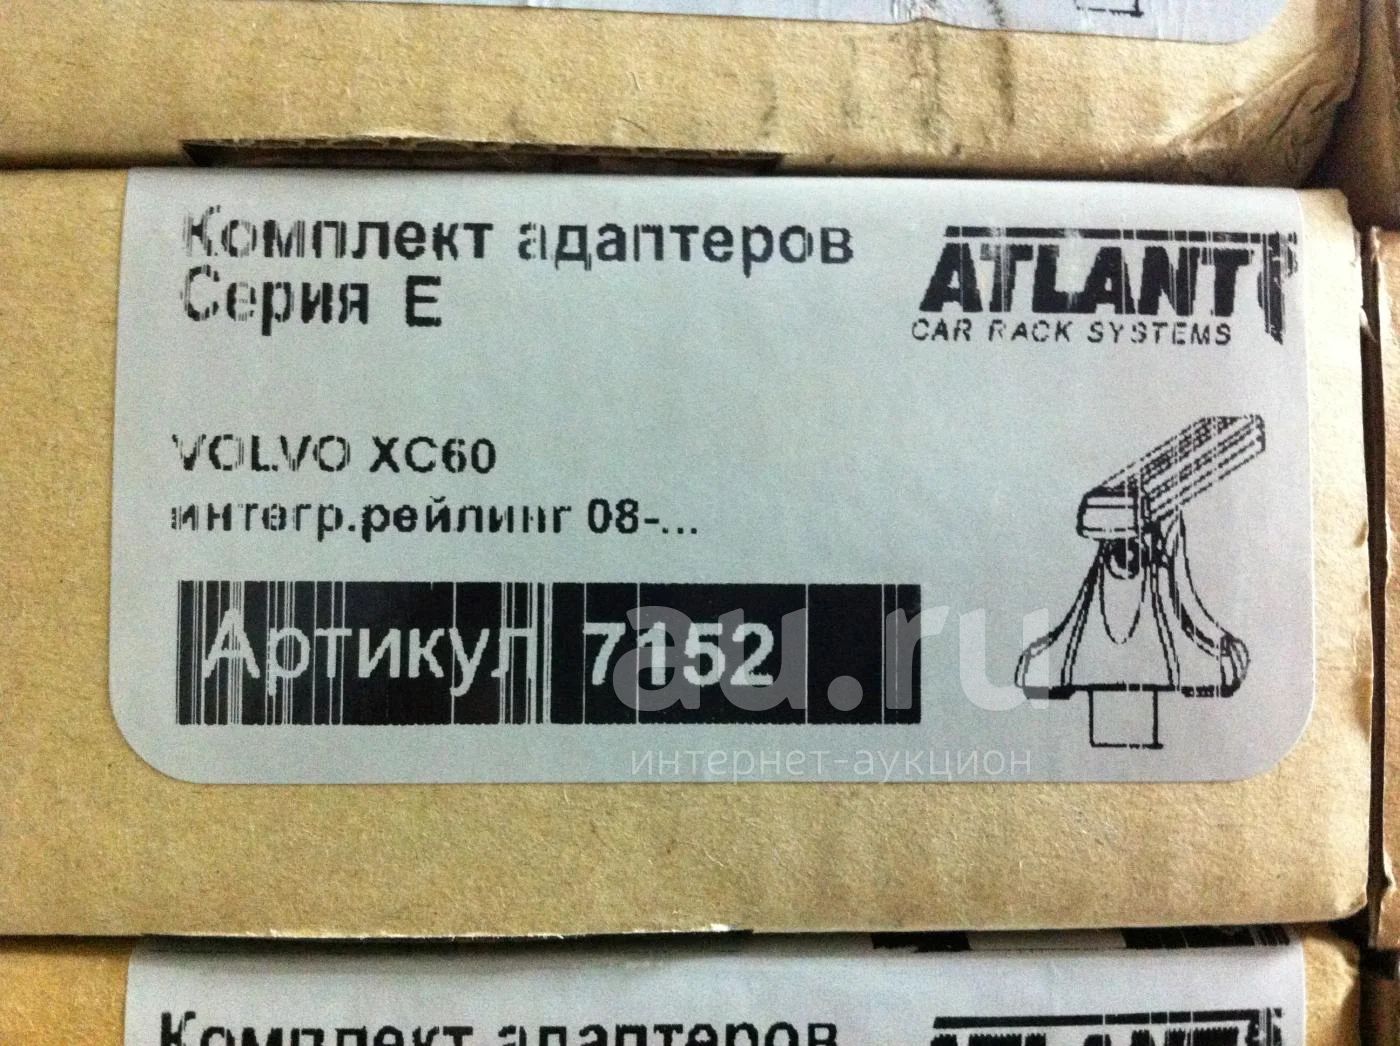 Комплект адаптеров
Серия Е
ATLANT
CAR RACK SYSTEMS
VOLVO XC60
интегр.рейлинг 08-...
Артикул 7152
au.ru
интернет-аукцион
Комплект адаптеров
ATLANT